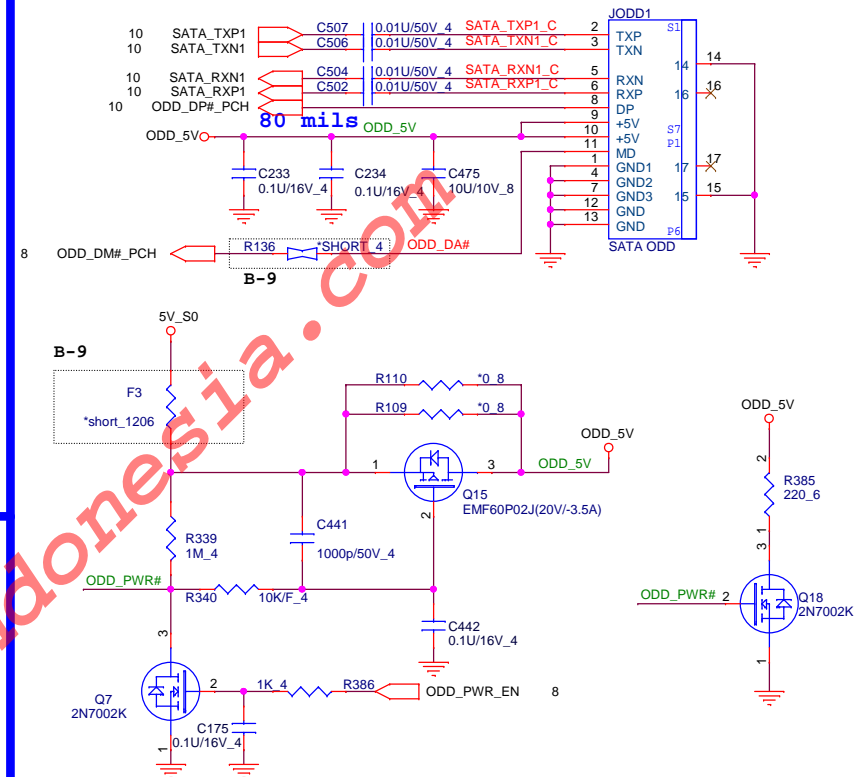 10 SATA_TXP1 C507 0.01U/50V_4 SATA_TXP1_C 2 TXP
10 SATA_TXN1 C506 0.01U/50V_4 SATA_TXN1_C 3 TXN
10 SATA_RXN1 C504 0.01U/50V_4 SATA_RXN1_C 5 RXN
10 SATA_RXP1 C502 0.01U/50V_4 SATA_RXP1_C 6 RXP
10 ODD_DP#_PCH 8 DP
JODD1
S1
14 14
16 16
S7
P1
17 17
15 15
P6
9 +5V
10 +5V
11 MD
1 GND1
4 GND2
7 GND3
12 GND
13 GND
SATA ODD
80 mils
ODD_5V ODD_5V
C233 0.1U/16V_4
C234 0.1U/16V_4
C475 10U/10V_8
8 ODD_DM#_PCH R136 *SHORT_4 ODD_DA#
B-9
5V_S0
B-9
F3
*short_1206
R110 *0_8
R109 *0_8
1 3
2
Q15
EMF60P02J(20V/-3.5A)
ODD_5V
ODD_5V
R339
1M_4
C441
1000p/50V_4
ODD_PWR# R340 10K/F_4
C442
0.1U/16V_4
3
2
1
Q7
2N7002K
1K_4 R386 ODD_PWR_EN 8
C175
0.1U/16V_4
ODD_5V
2
R385
220_6
1
3
ODD_PWR# 2
Q18
2N7002K
1
donesia.com